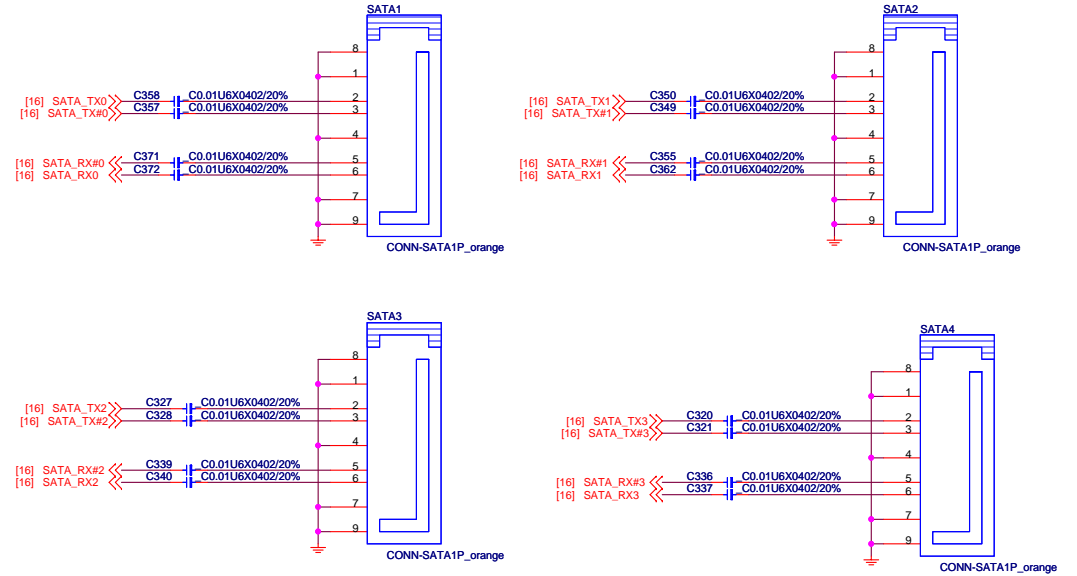 SATA1
8
1
[16] SATA_TX0 C358 C0.01U6X0402/20% 2
[16] SATA_TX#0 C357 C0.01U6X0402/20% 3
4
[16] SATA_RX#0 C371 C0.01U6X0402/20% 5
[16] SATA_RX0 C372 C0.01U6X0402/20% 6
7
9
CONN-SATA1P_orange
SATA2
8
1
[16] SATA_TX1 C350 C0.01U6X0402/20% 2
[16] SATA_TX#1 C349 C0.01U6X0402/20% 3
4
[16] SATA_RX#1 C355 C0.01U6X0402/20% 5
[16] SATA_RX1 C362 C0.01U6X0402/20% 6
7
9
CONN-SATA1P_orange
SATA3
8
1
[16] SATA_TX2 C327 C0.01U6X0402/20% 2
[16] SATA_TX#2 C328 C0.01U6X0402/20% 3
4
[16] SATA_RX#2 C339 C0.01U6X0402/20% 5
[16] SATA_RX2 C340 C0.01U6X0402/20% 6
7
9
CONN-SATA1P_orange
SATA4
8
1
[16] SATA_TX3 C320 C0.01U6X0402/20% 2
[16] SATA_TX#3 C321 C0.01U6X0402/20% 3
4
[16] SATA_RX#3 C336 C0.01U6X0402/20% 5
[16] SATA_RX3 C337 C0.01U6X0402/20% 6
7
9
CONN-SATA1P_orange